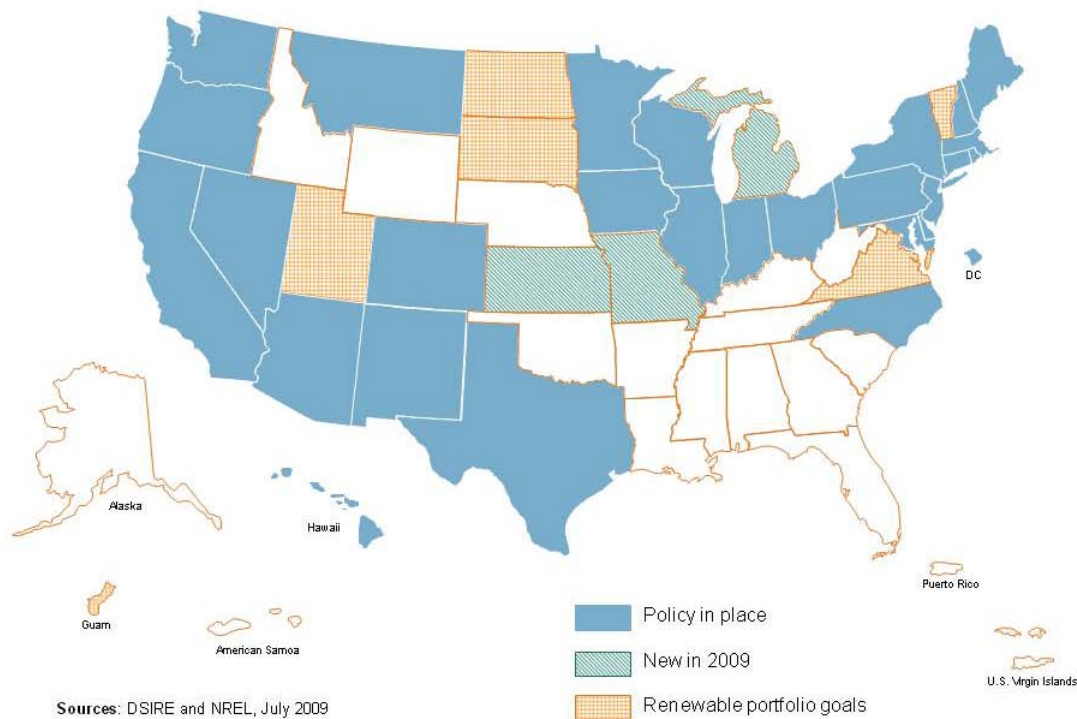 DC
Alaska
Hawaii
Puerto Rico
Guam
American Samoa
U.S. Virgin Islands
Policy in place
New in 2009
Renewable portfolio goals
Sources: DSIRE and NREL, July 2009